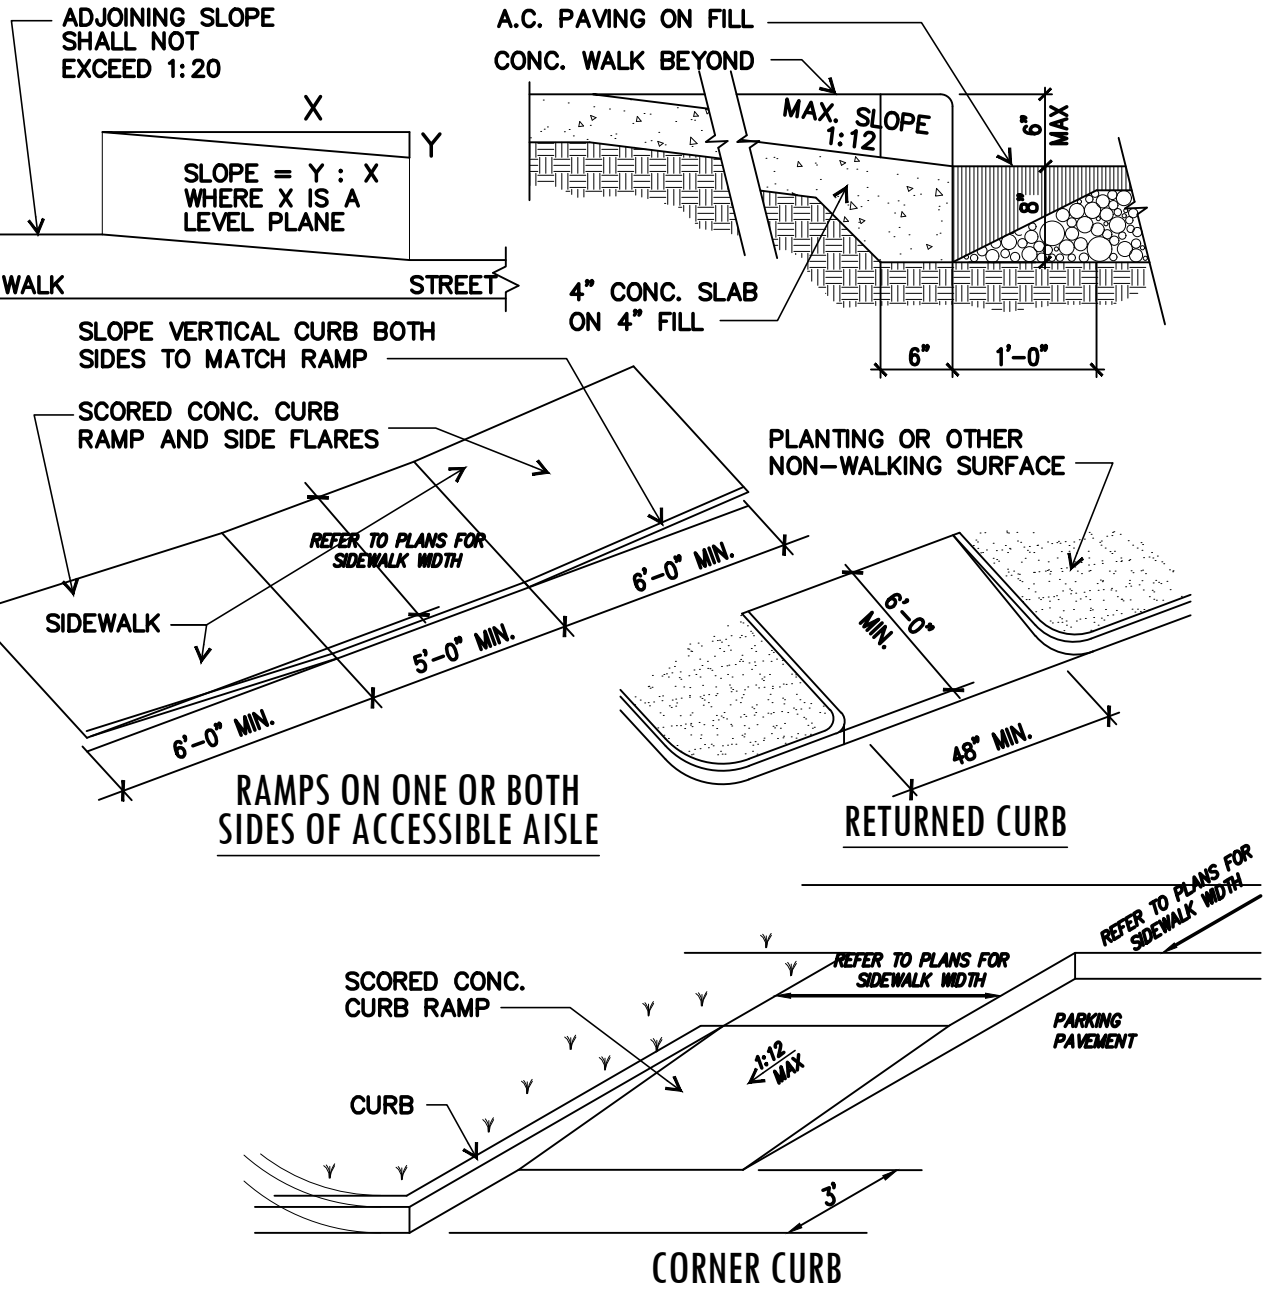 ADJOINING SLOPE
SHALL NOT
EXCEED 1:20
X
Y
SLOPE = Y : X
WHERE X IS A
LEVEL PLANE
WALK
STREET
A.C. PAVING ON FILL
CONC. WALK BEYOND
MAX. SLOPE
1:12
6"
MAX
8"
4" CONC. SLAB
ON 4" FILL
6"
1'-0"
SLOPE VERTICAL CURB BOTH
SIDES TO MATCH RAMP
SCORED CONC. CURB
RAMP AND SIDE FLARES
REFER TO PLANS FOR
SIDEWALK WIDTH
SIDEWALK
6'-0" MIN.
5'-0" MIN.
6'-0" MIN.
RAMPS ON ONE OR BOTH
SIDES OF ACCESSIBLE AISLE
PLANTING OR OTHER
NON-WALKING SURFACE
6'-0"
MIN.
48" MIN.
RETURNED CURB
REFER TO PLANS FOR
SIDEWALK WIDTH
REFER TO PLANS FOR
SIDEWALK WIDTH
SCORED CONC.
CURB RAMP
PARKING
PAVEMENT
1:12
MAX
CURB
3'
CORNER CURB